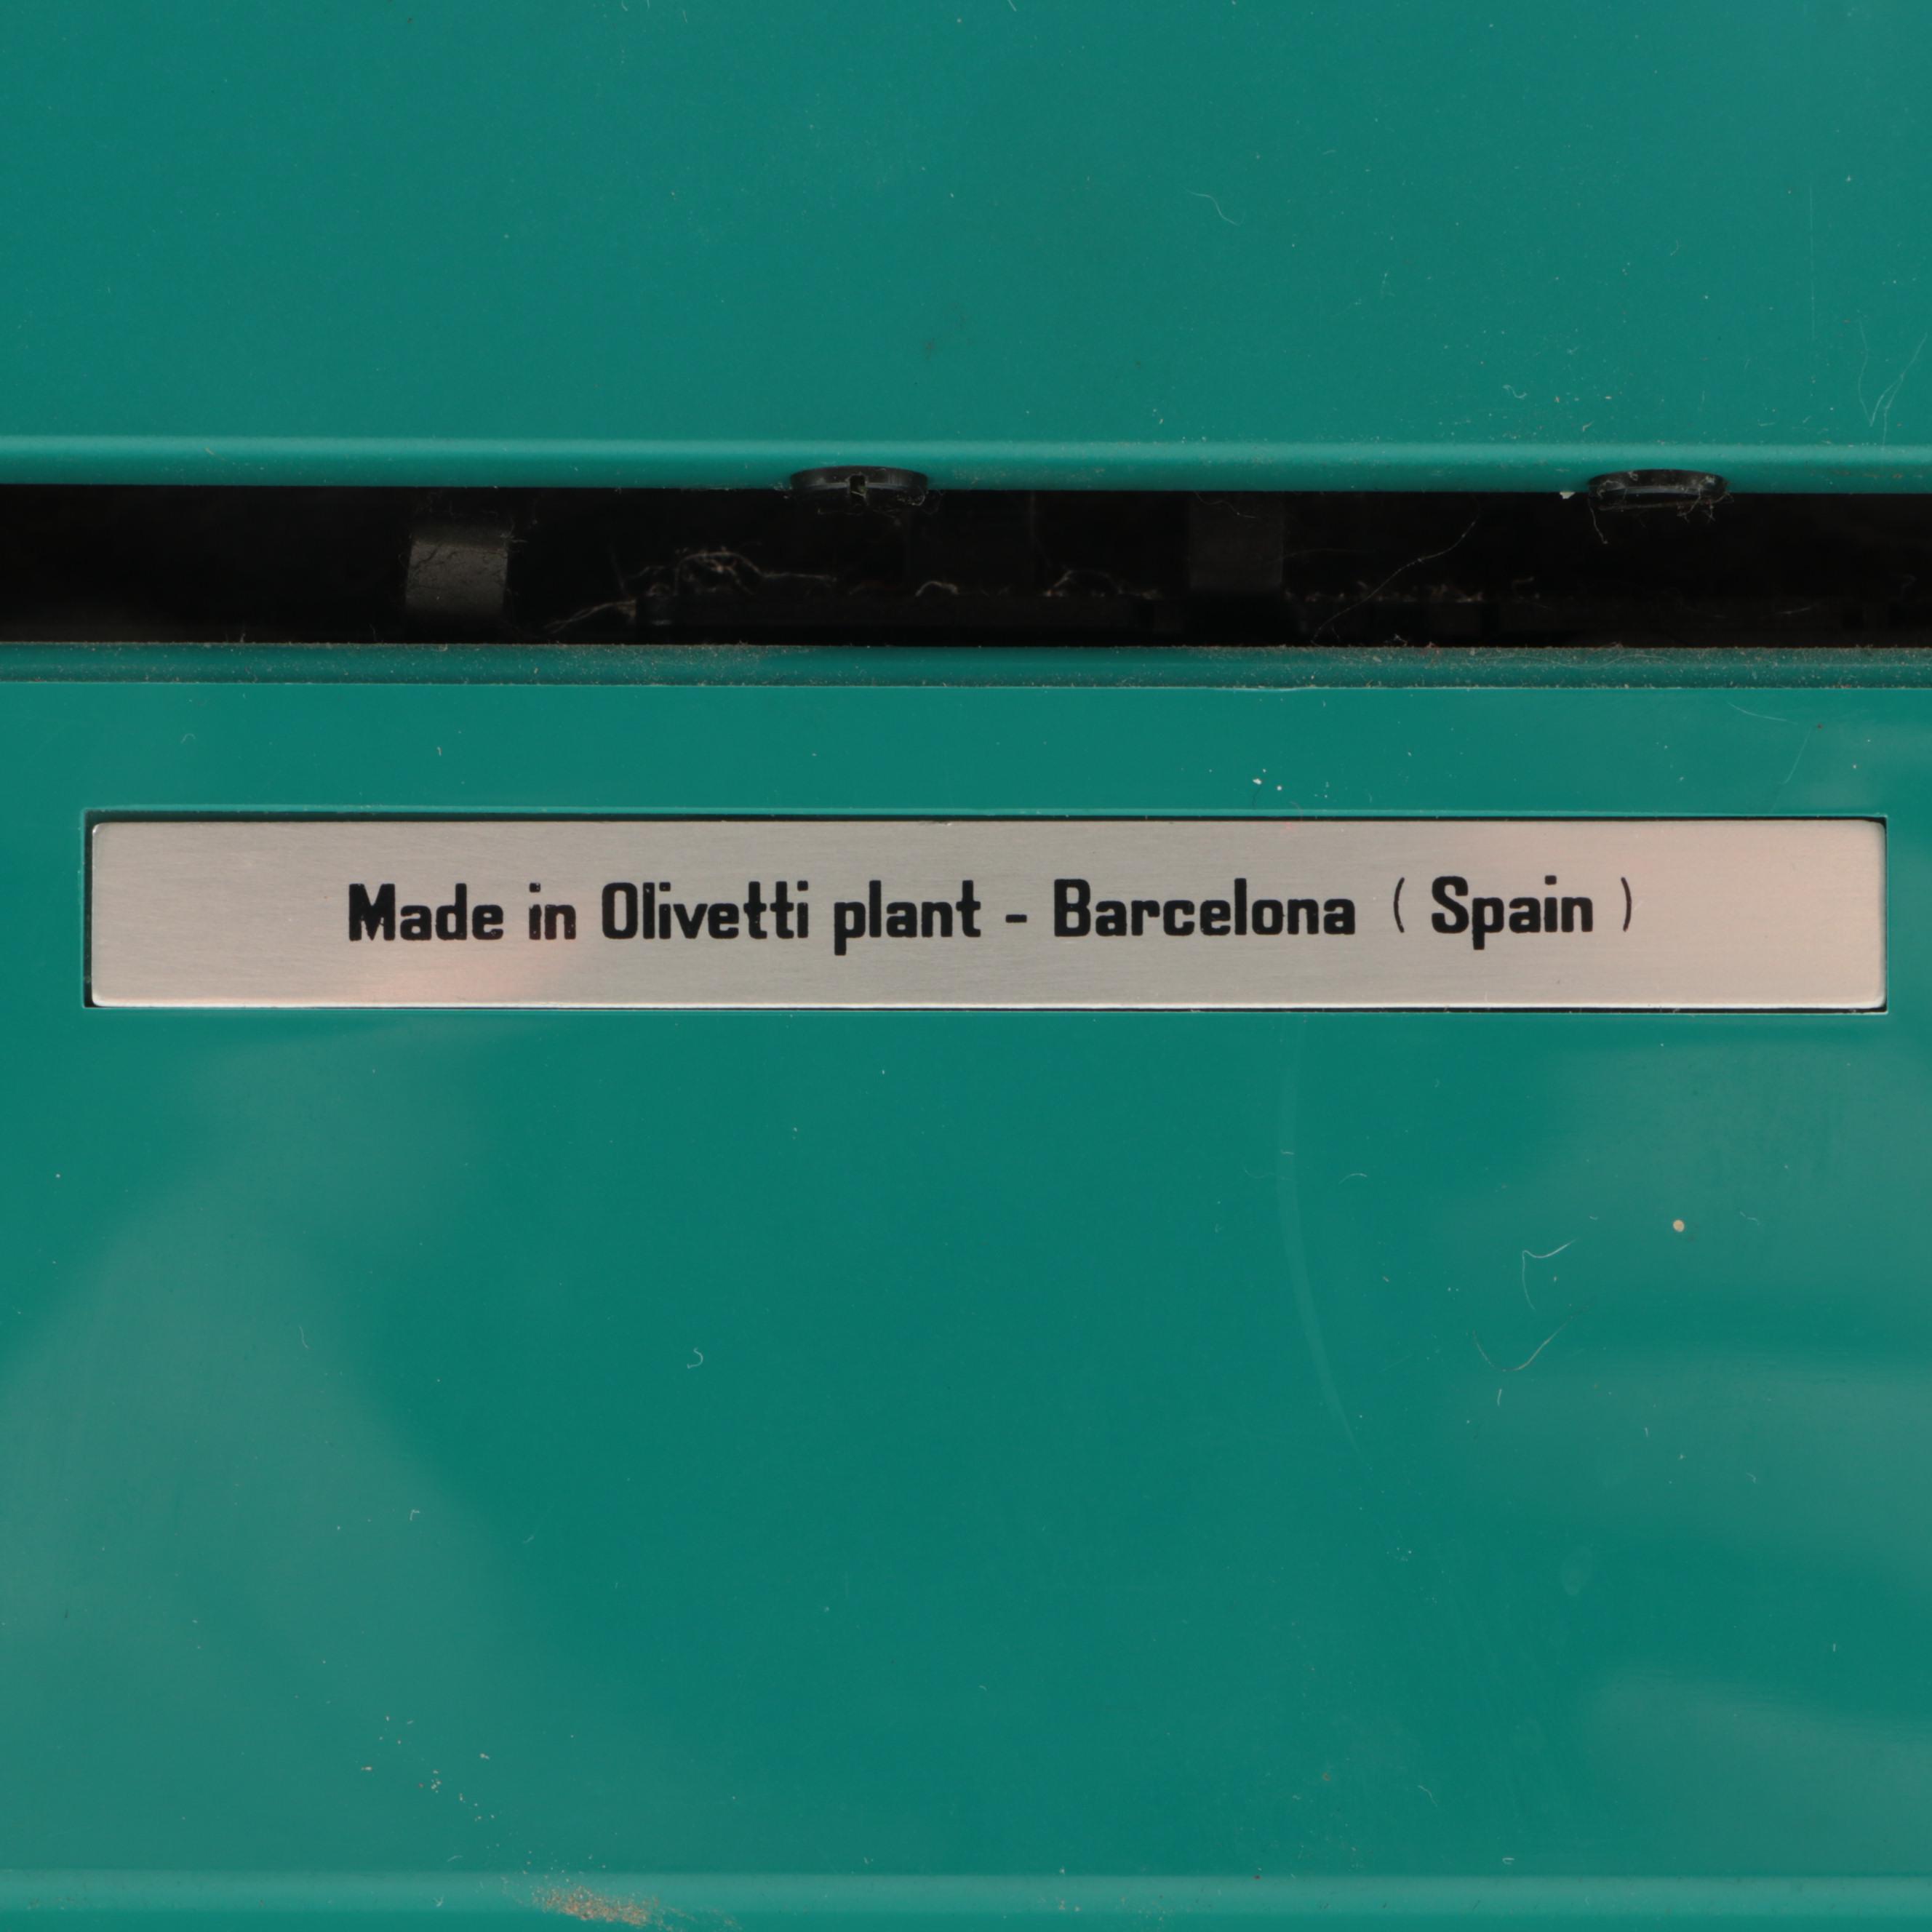 Made in Olivetti plant - Barcelona ( Spain )